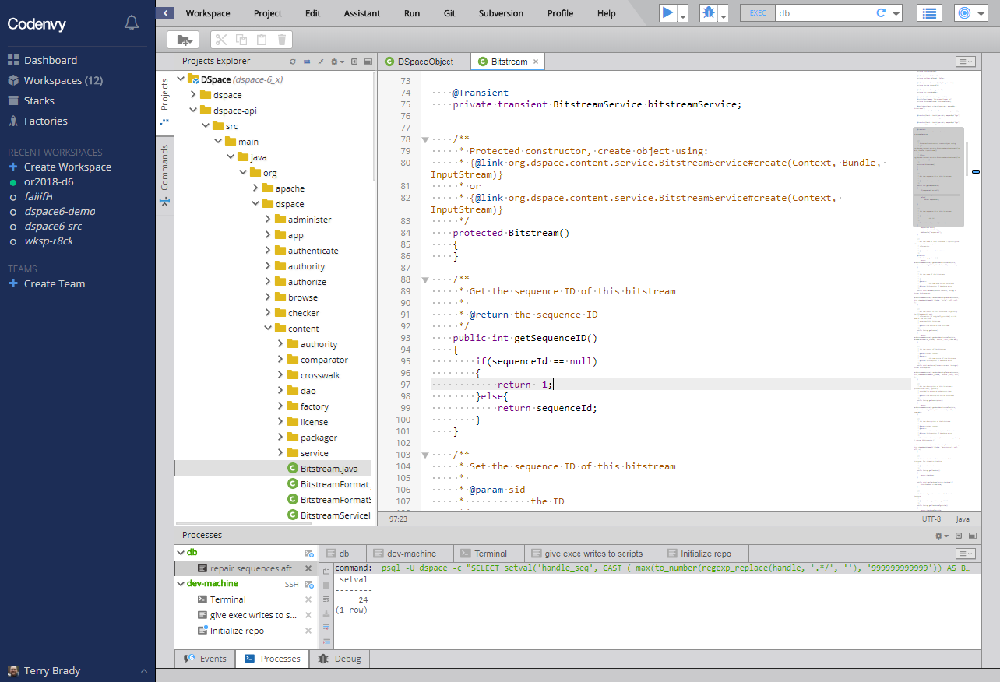 Codenvy
Dashboard
Workspaces (12)
Stacks
Factories
RECENT WORKSPACES
Create Workspace
or2018-d6
faiiifH
dspace6-demo
dspace6-src
wksp-r8ck
TEAMS
Create Team
Terry Brady
Workspace Project Edit Assistant Run Git Subversion Profile Help
EXEC db:
Projects
Commands
Projects Explorer
DSpace (dspace-6_x)
dspace
dspace-api
src
main
java
org
apache
dspace
administer
app
authenticate
authority
authorize
browse
checker
content
authority
comparator
crosswalk
dao
factory
license
packager
service
Bitstream.java
BitstreamFormat.
BitstreamFormatS
BitstreamServiceI
DSpaceObject Bitstream
73
74 @Transient
75 private transient BitstreamService bitstreamService;
76
77
78 /**
79 * Protected constructor, create object using:
80 * {@link org.dspace.content.service.BitstreamService#create(Context, Bundle,
InputStream)}
81 * or
82 * {@link org.dspace.content.service.BitstreamService#create(Context,
InputStream)}
83 */
84 protected Bitstream()
85 {
86 }
87
88 /**
89 * Get the sequence ID of this bitstream
90 *
91 * @return the sequence ID
92 */
93 public int getSequenceID()
94 {
95 if(sequenceId == null)
96 {
97 return -1;
98 }else{
99 return sequenceId;
100 }
101 }
102
103 /**
104 * Set the sequence ID of this bitstream
105 *
106 * @param sid
107 * the ID
97:23 UTF-8 Java
Processes
db
repair sequences aft...
dev-machine SSH
Terminal
give exec writes to s...
Initialize repo
db dev-machine Terminal give exec writes to scripts Initialize repo
command: psql -U dspace -c "SELECT setval('handle_seq', CAST ( max(to_number(regexp_replace(handle, '.*/', ''), '999999999999')) AS B...
setval
--------
24
(1 row)
Events Processes Debug